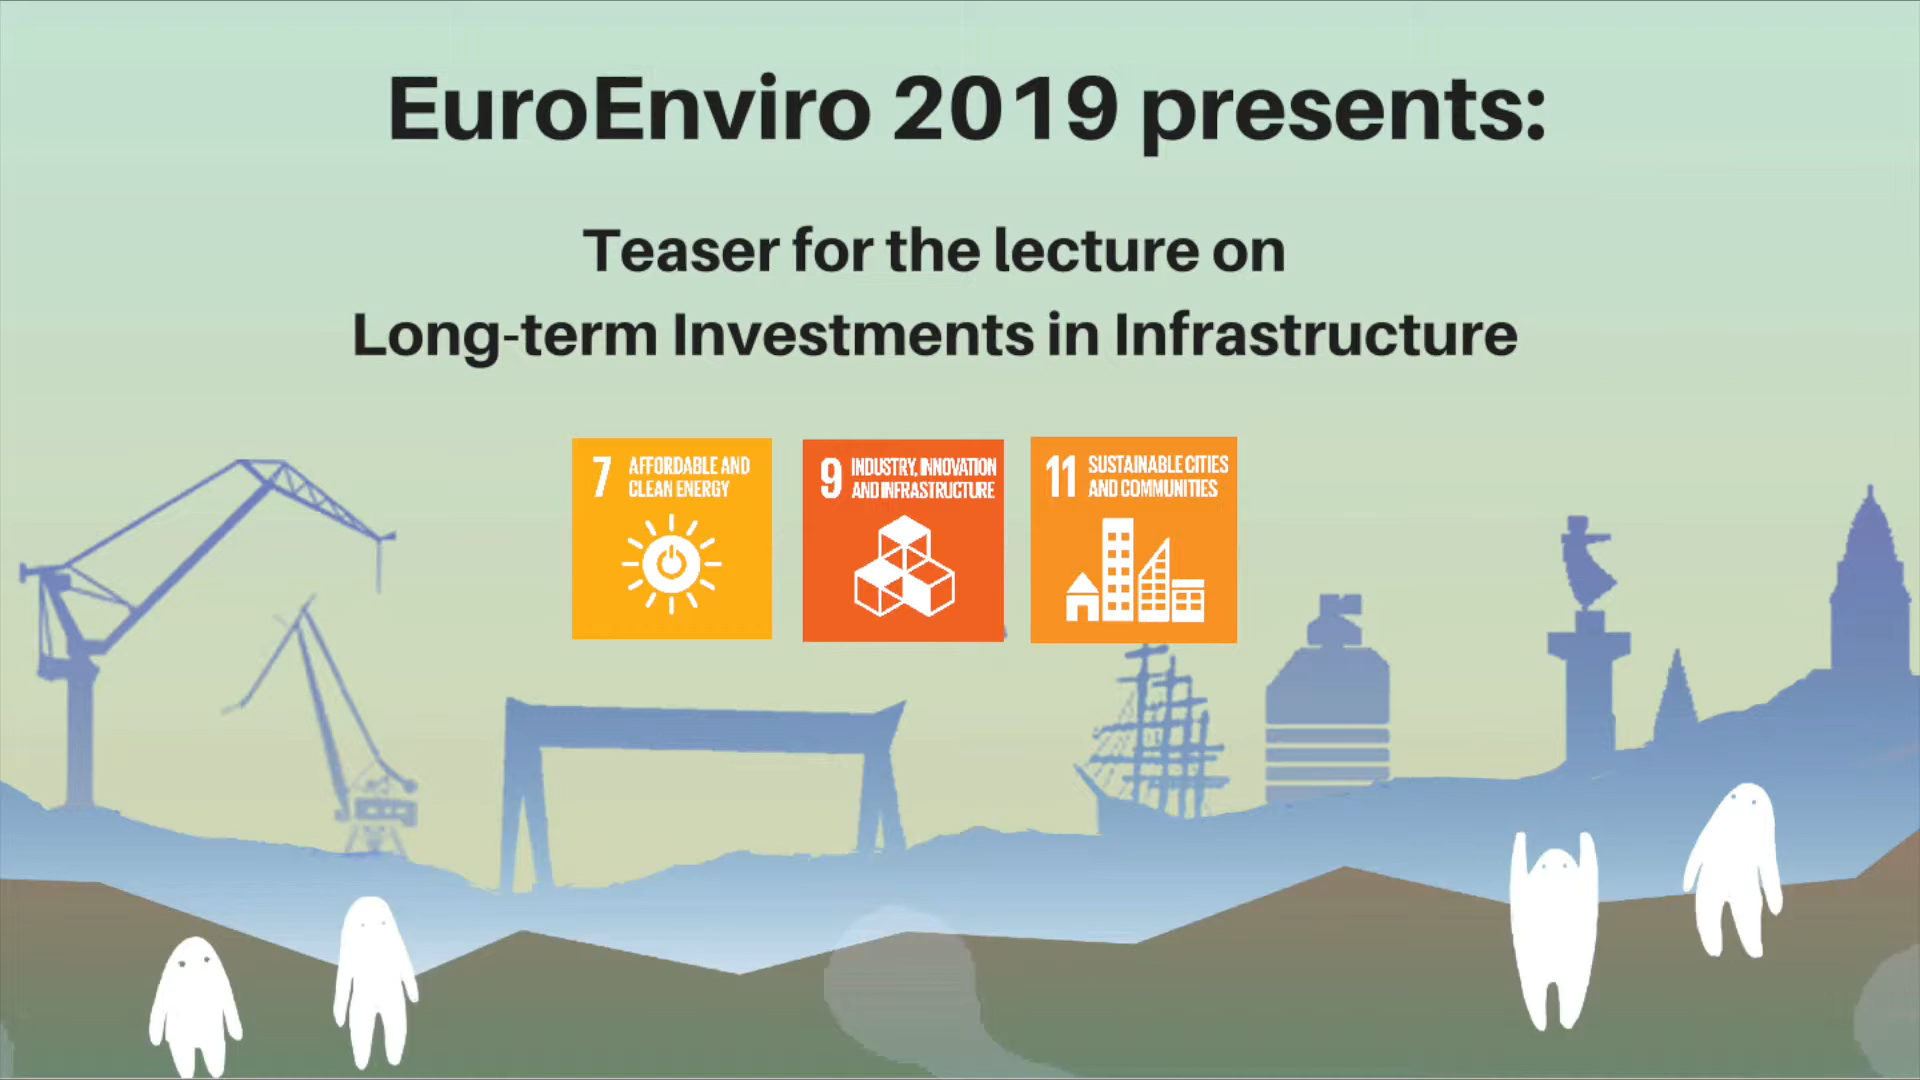 EuroEnviro 2019 presents:
Teaser for the lecture on
Long-term Investments in Infrastructure
7 AFFORDABLE AND
CLEAN ENERGY
9 INDUSTRY, INNOVATION
AND INFRASTRUCTURE
11 SUSTAINABLE CITIES
AND COMMUNITIES